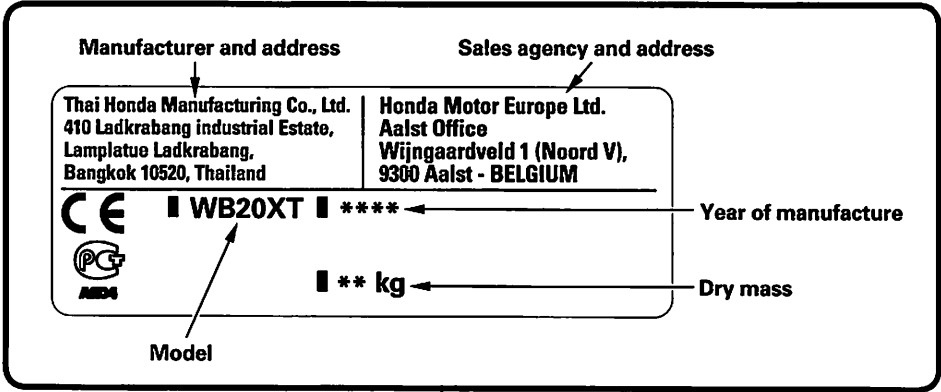 Manufacturer and address
Sales agency and address
Thai Honda Manufacturing Co., Ltd.
410 Ladkrabang industrial Estate,
Lamplatue Ladkrabang,
Bangkok 10520, Thailand
Honda Motor Europe Ltd.
Aalst Office
Wijngaardveld 1 (Noord V),
9300 Aalst - BELGIUM
CE
WB20XT
****
Year of manufacture
** kg
Dry mass
Model